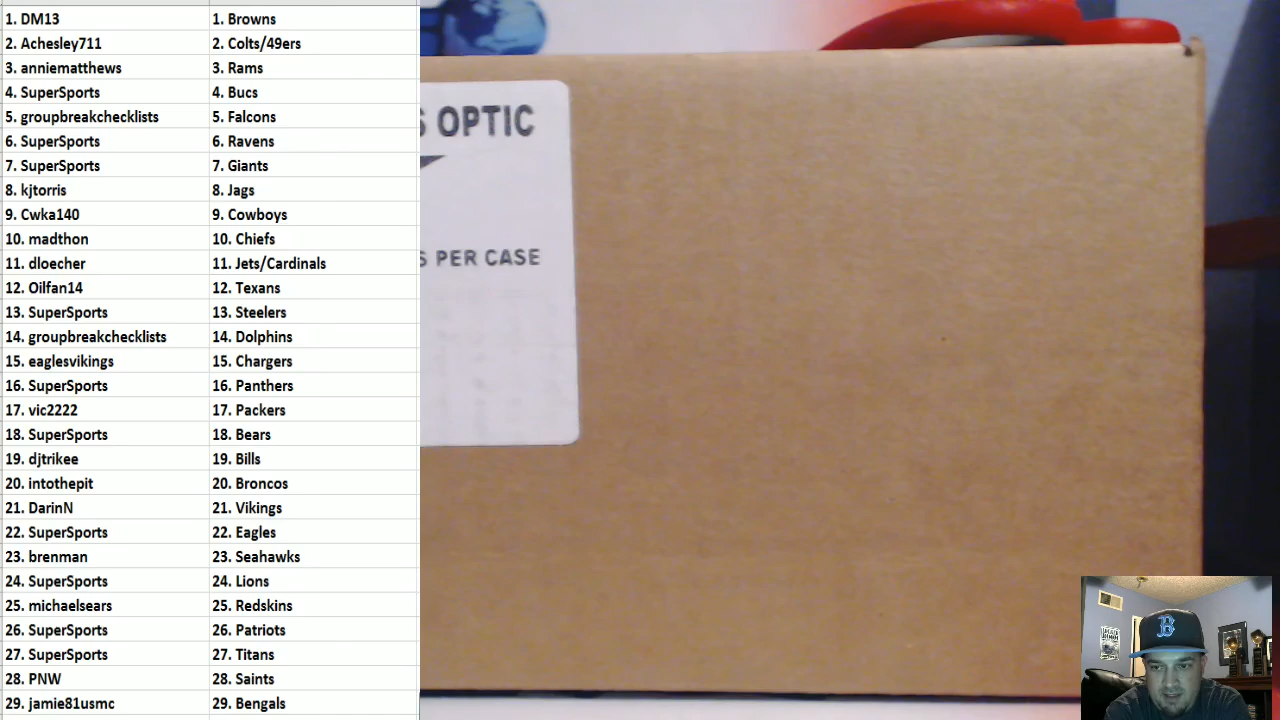 1. DM13 1. Browns
2. Achesley711 2. Colts/49ers
3. anniematthews 3. Rams
4. SuperSports 4. Bucs
5. groupbreakchecklists 5. Falcons
6. SuperSports 6. Ravens
7. SuperSports 7. Giants
8. kjtorris 8. Jags
9. Cwka140 9. Cowboys
10. madthon 10. Chiefs
11. dloecher 11. Jets/Cardinals
12. Oilfan14 12. Texans
13. SuperSports 13. Steelers
14. groupbreakchecklists 14. Dolphins
15. eaglesvikings 15. Chargers
16. SuperSports 16. Panthers
17. vic2222 17. Packers
18. SuperSports 18. Bears
19. djtrikee 19. Bills
20. intothepit 20. Broncos
21. DarinN 21. Vikings
22. SuperSports 22. Eagles
23. brenman 23. Seahawks
24. SuperSports 24. Lions
25. michaelsears 25. Redskins
26. SuperSports 26. Patriots
27. SuperSports 27. Titans
28. PNW 28. Saints
29. jamie81usmc 29. Bengals
S OPTIC
S PER CASE
B